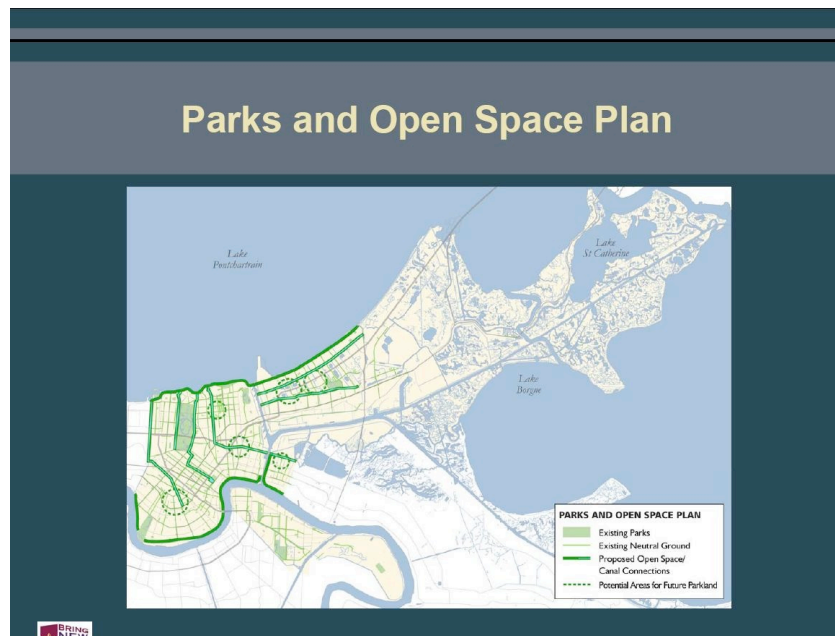 Parks and Open Space Plan
Lake
Pontchartrain
Lake
St Catherine
Lake
Borgne
PARKS AND OPEN SPACE PLAN
Existing Parks
Existing Neutral Ground
Proposed Open Space/
Canal Connections
Potential Areas for Future Parkland
BRING
NEW